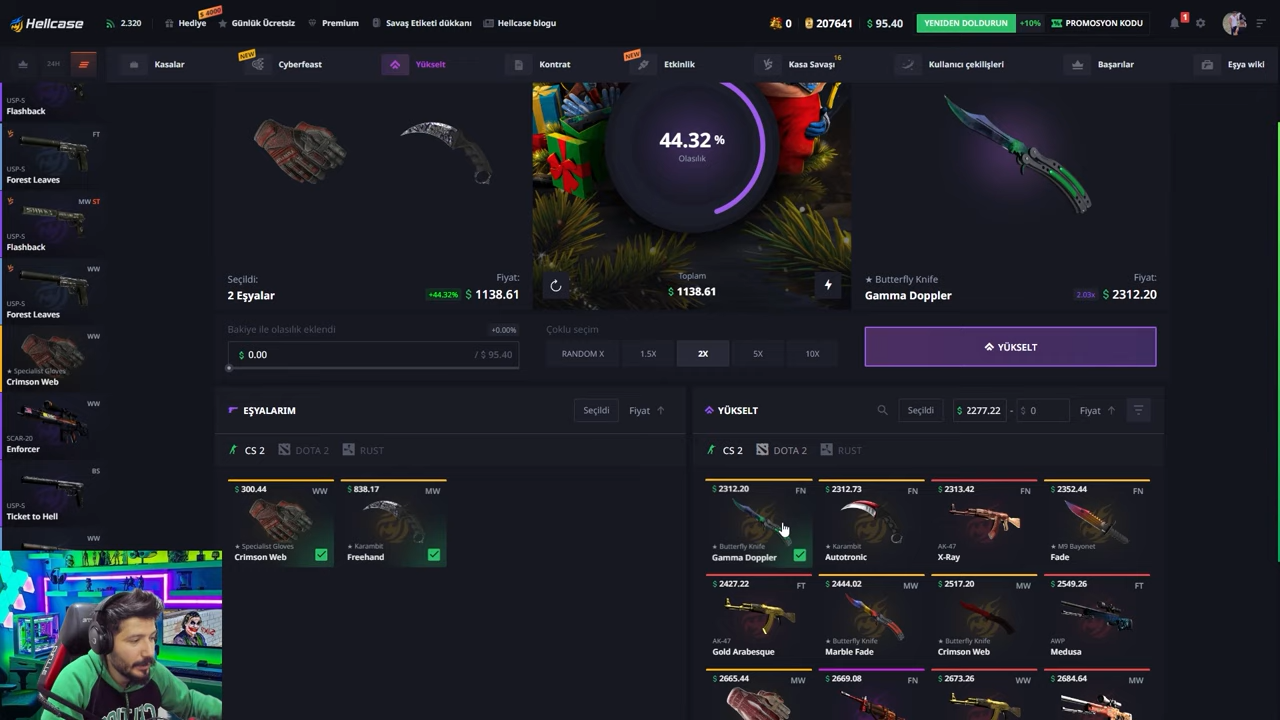 Hellcase
2.320
Hediye
$ 4000
Günlük Ücretsiz
Premium
Savaş Etiketi dükkanı
Hellcase blogu
0
207641
$ 95.40
YENİDEN DOLDURUN
+10%
PROMOSYON KODU
1
24H
Kasalar
NEW
Cyberfeast
Yükselt
Kontrat
NEW
Etkinlik
Kasa Savaşı
16
Kullanıcı çekilişleri
Başarılar
Eşya wiki
USP-S
Flashback
FT
USP-S
Forest Leaves
MW ST
USP-S
Flashback
WW
USP-S
Forest Leaves
WW
★ Specialist Gloves
Crimson Web
WW
SCAR-20
Enforcer
BS
USP-S
Ticket to Hell
WW
44.32 %
Olasılık
Seçildi:
2 Eşyalar
Fiyat:
+44.32%
$ 1138.61
Toplam
$ 1138.61
★ Butterfly Knife
Gamma Doppler
Fiyat:
2.03x
$ 2312.20
Bakiye ile olasılık eklendi
+0.00%
$ 0.00
/ $ 95.40
Çoklu seçim
RANDOM X
1.5X
2X
5X
10X
YÜKSELT
EŞYALARIM
Seçildi
Fiyat
CS 2
DOTA 2
RUST
$ 300.44
WW
★ Specialist Gloves
Crimson Web
$ 838.17
MW
★ Karambit
Freehand
YÜKSELT
Seçildi
$ 2277.22 - $ 0
Fiyat
CS 2
DOTA 2
RUST
$ 2312.20
FN
★ Butterfly Knife
Gamma Doppler
$ 2312.73
FN
★ Karambit
Autotronic
$ 2313.42
FN
AK-47
X-Ray
$ 2352.44
FN
★ M9 Bayonet
Fade
$ 2427.22
FT
AK-47
Gold Arabesque
$ 2444.02
MW
★ Butterfly Knife
Marble Fade
$ 2517.20
MW
★ Butterfly Knife
Crimson Web
$ 2549.26
FT
AWP
Medusa
$ 2665.44
MW
$ 2669.08
FN
$ 2673.26
WW
$ 2684.64
MW